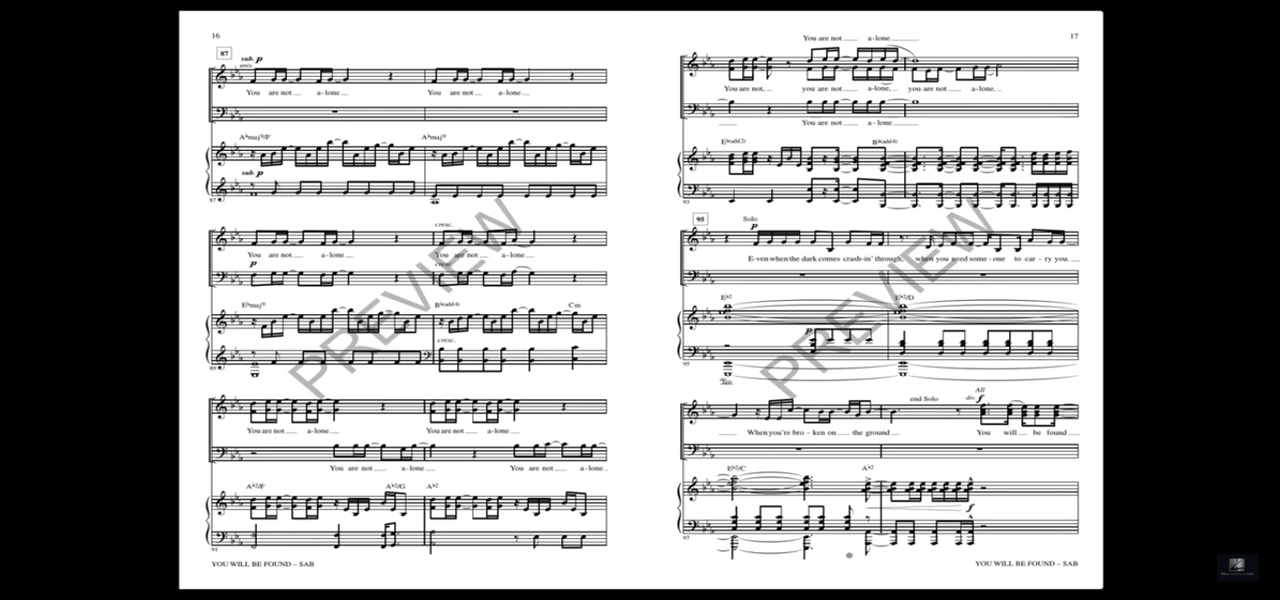 16
87
sub. p
unis.
You are not a-lone You are not a-lone
A♭maj9/F A♭maj9
sub. p
87
cresc.
You are not a-lone You are not a-lone
p cresc.
E♭maj9 B♭(add4) Cm
cresc.
89
You are not a-lone You are not a-lone
You are not a-lone You are not a-lone
A♭2/F A♭2/G A♭2
91
YOU WILL BE FOUND – SAB
You are not a-lone
17
You are not, you are not a-lone, you are not a-lone.
You are not a-lone
E♭(add2) B♭(add4)
93
95
Solo
p
E-ven when the dark comes crash-in' through, when you need some-one to car-ry you.
E♭2 E♭2/D
p
95
All
end Solo div. f
When you're bro-ken on the ground You will be found
E♭2/C A♭2
f
97
YOU WILL BE FOUND – SAB
PREVIEW
PREVIEW